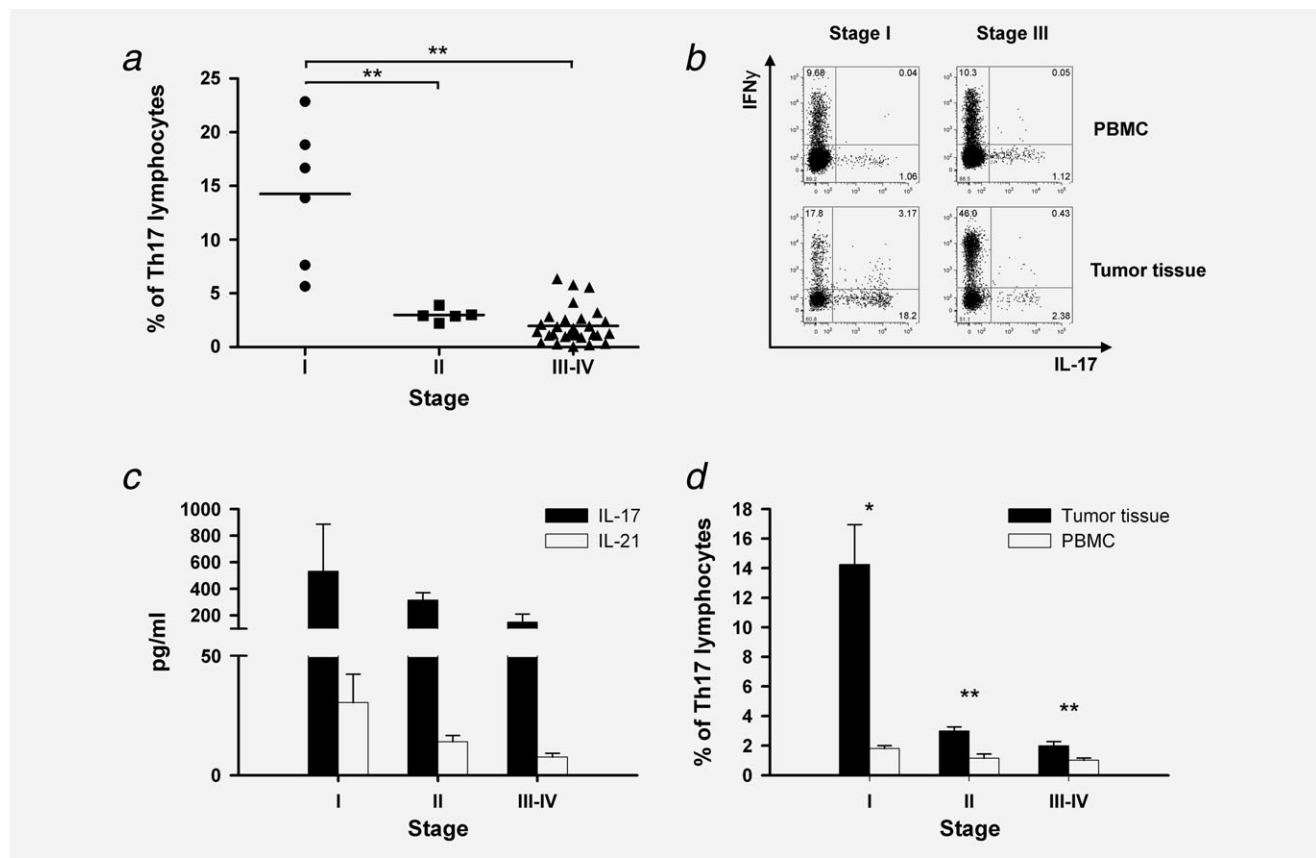 a
**
**
25
20
15
10
5
0
% of Th17 lymphocytes
I
II
III-IV
Stage
b
Stage I
Stage III
IFNγ
9.68
0.04
1.06
10.3
0.05
1.12
PBMC
17.8
3.17
18.2
46.0
0.43
2.38
Tumor tissue
IL-17
c
1000
800
600
400
200
50
0
pg/ml
IL-17
IL-21
I
II
III-IV
Stage
d
18
16
14
12
10
8
6
4
2
0
% of Th17 lymphocytes
*
**
**
Tumor tissue
PBMC
I
II
III-IV
Stage